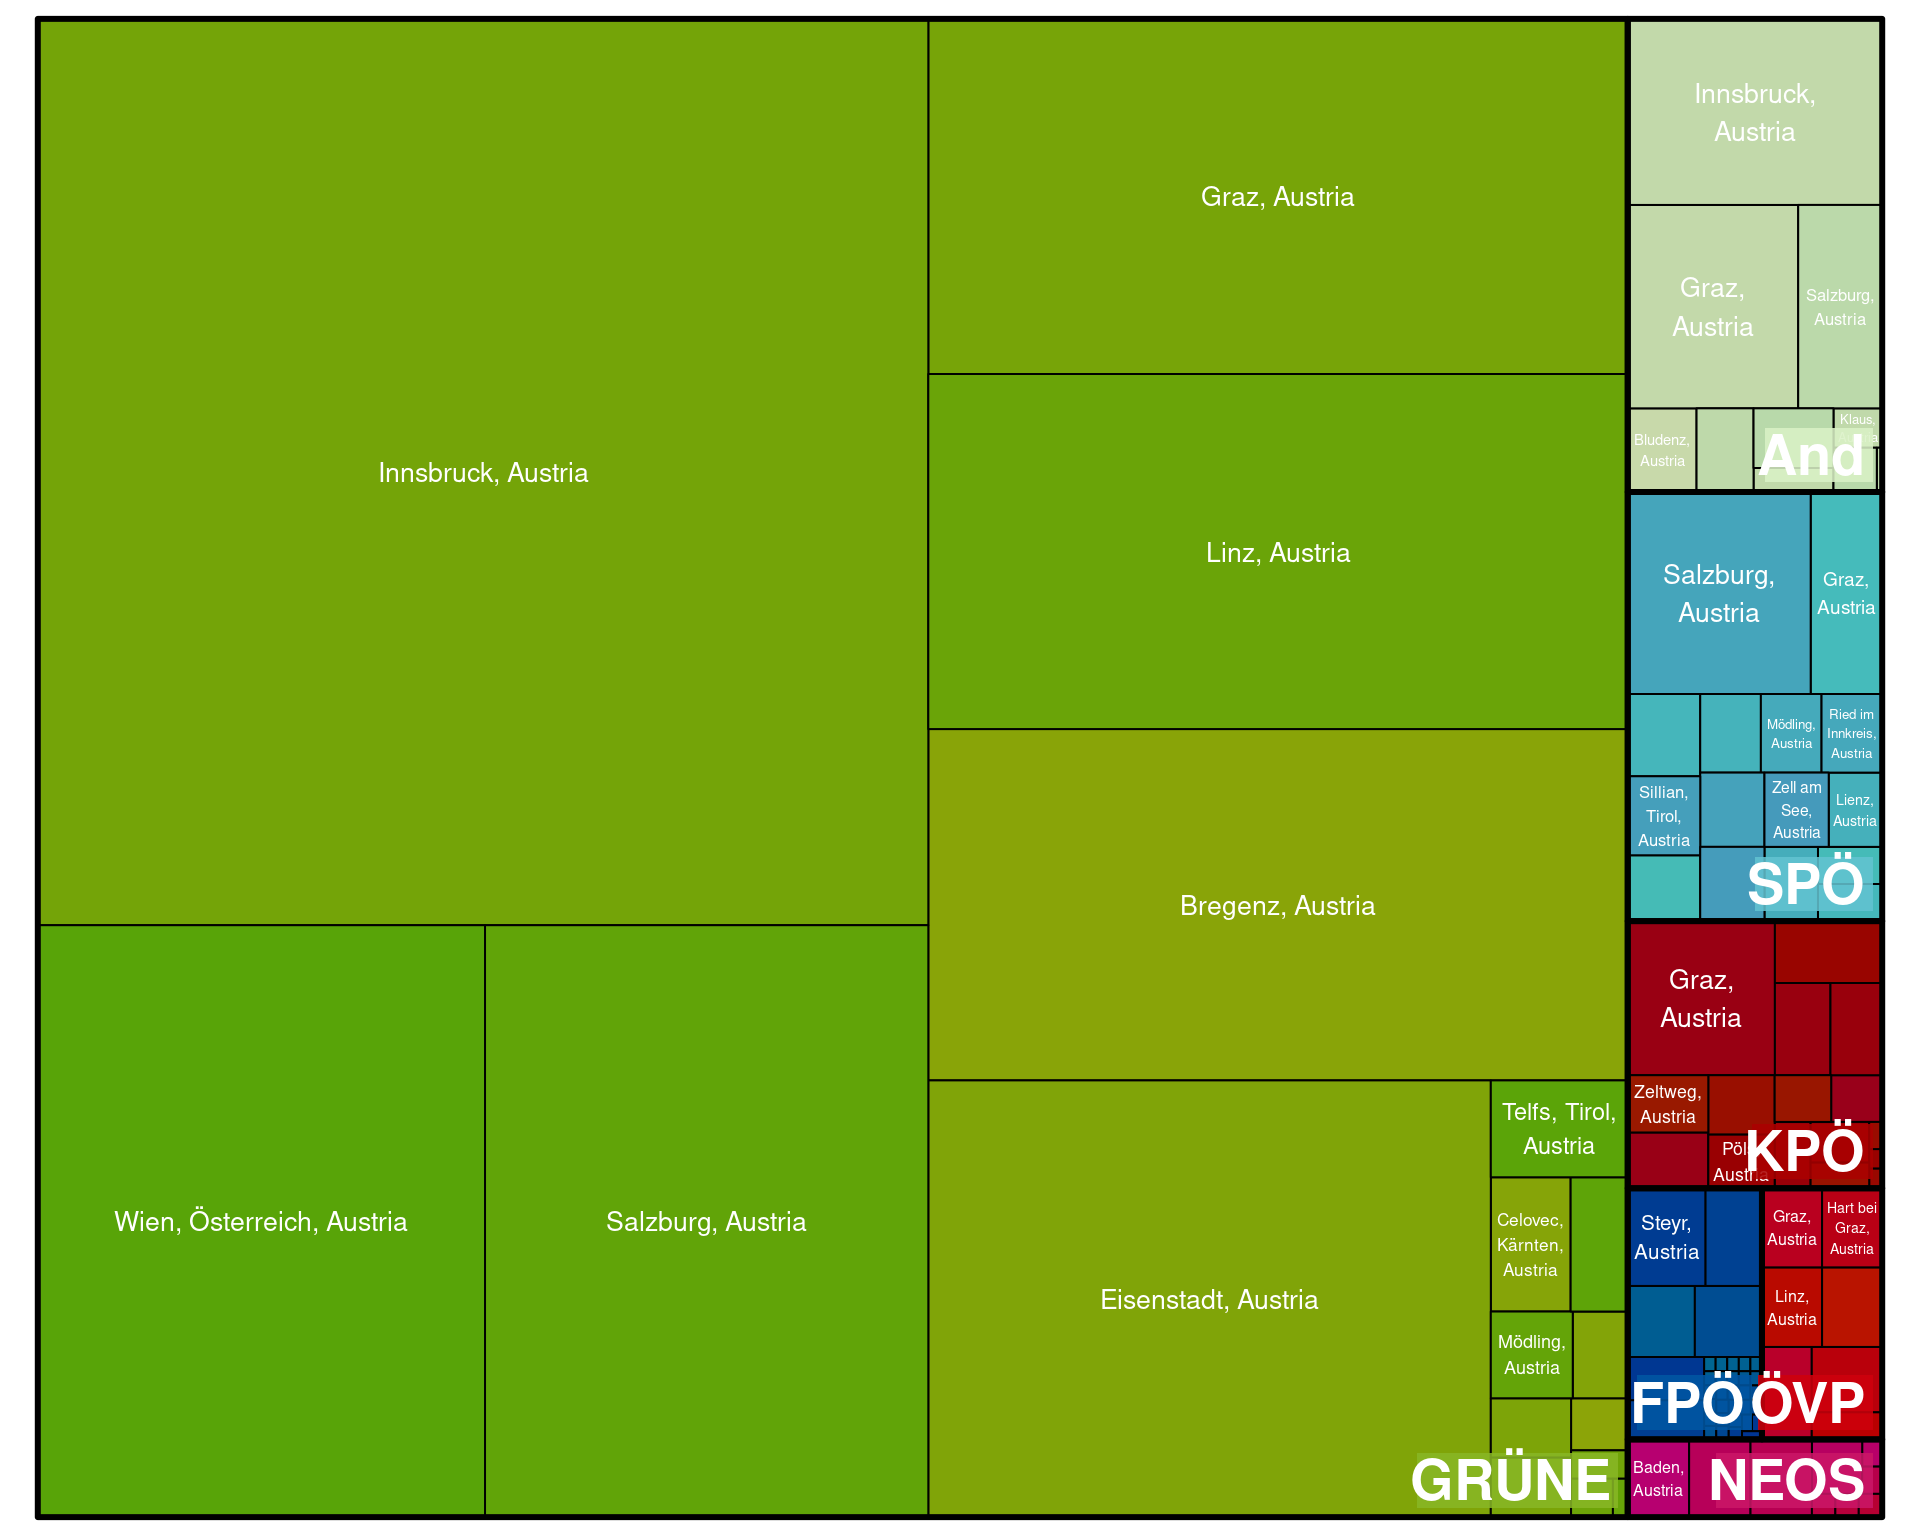 Innsbruck, Austria
Wien, Österreich, Austria
Salzburg, Austria
Graz, Austria
Linz, Austria
Bregenz, Austria
Eisenstadt, Austria
Telfs, Tirol,
Austria
Celovec,
Kärnten,
Austria
Mödling,
Austria
GRÜNE
Innsbruck,
Austria
Graz,
Austria
Salzburg,
Austria
Bludenz,
Austria
Klaus,
And
Salzburg,
Austria
Graz,
Austria
Mödling,
Austria
Ried im
Innkreis,
Austria
Sillian,
Tirol,
Austria
Zell am
See,
Austria
Lienz,
Austria
SPÖ
Graz,
Austria
Zeltweg,
Austria
Austria
KPÖ
Steyr,
Austria
FPÖ
Graz,
Austria
Hart bei
Graz,
Austria
Linz,
Austria
ÖVP
Baden,
Austria
NEOS